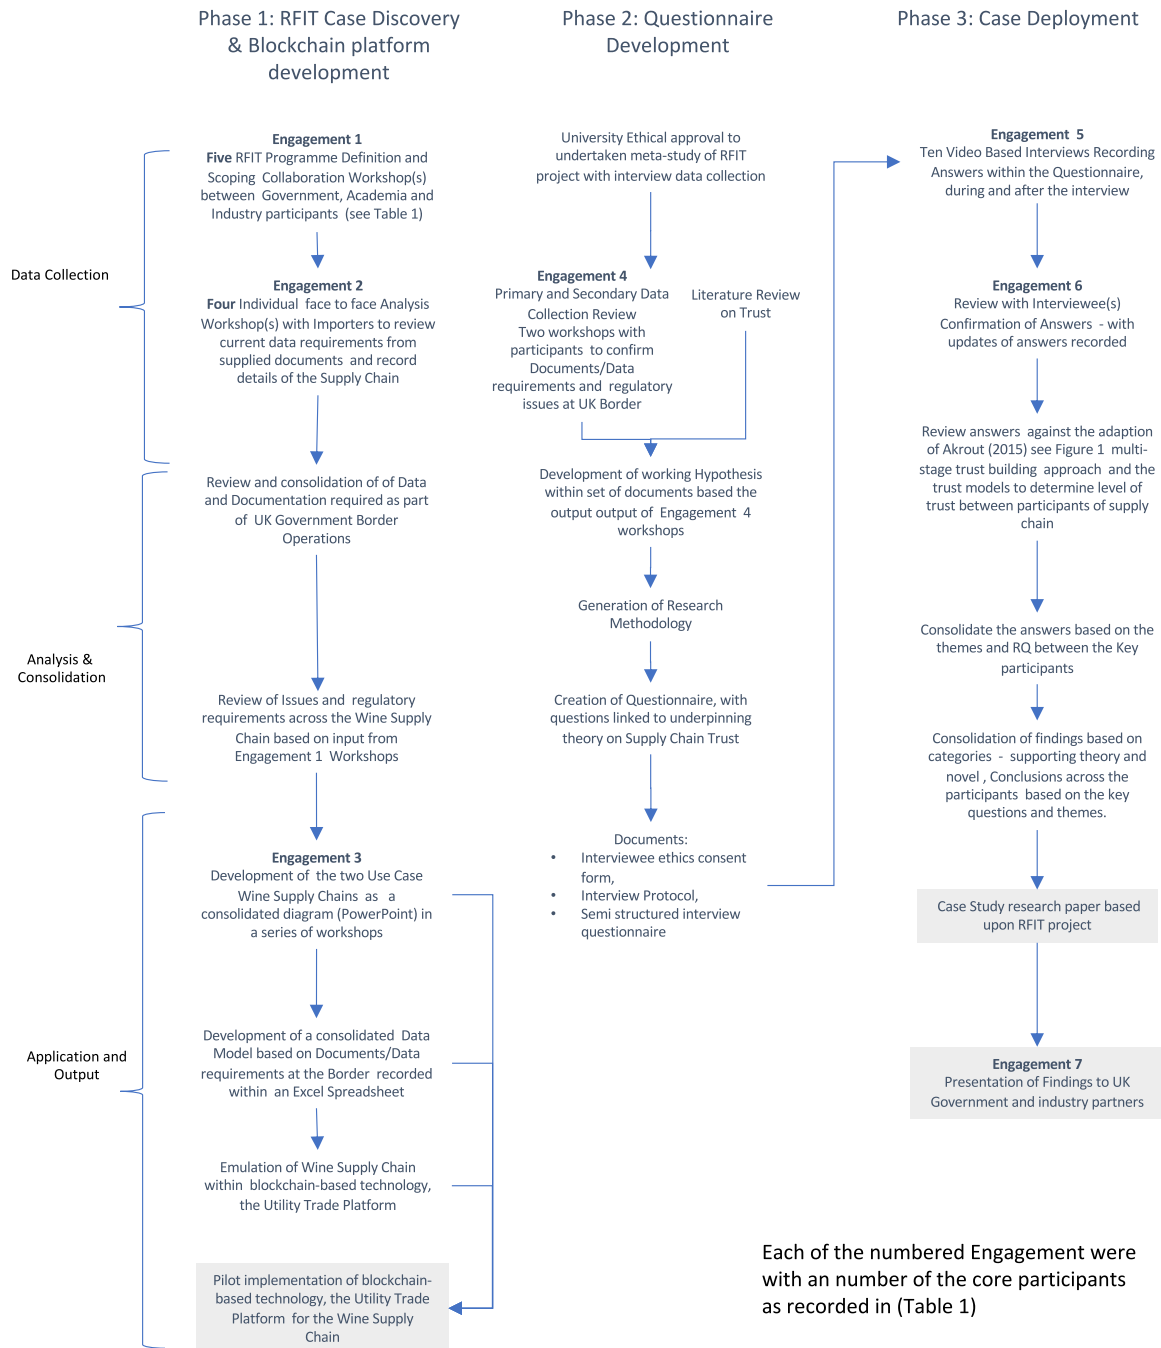 Phase 1: RFIT Case Discovery
& Blockchain platform
development
Phase 2: Questionnaire
Development
Phase 3: Case Deployment
Data Collection
Analysis &
Consolidation
Application and
Output
Engagement 1
Five RFIT Programme Definition and
Scoping Collaboration Workshop(s)
between Government, Academia and
Industry participants (see Table 1)
Engagement 2
Four Individual face to face Analysis
Workshop(s) with Importers to review
current data requirements from
supplied documents and record
details of the Supply Chain
Review and consolidation of of Data
and Documentation required as part
of UK Government Border
Operations
Review of Issues and regulatory
requirements across the Wine Supply
Chain based on input from
Engagement 1 Workshops
Engagement 3
Development of the two Use Case
Wine Supply Chains as a
consolidated diagram (PowerPoint) in
a series of workshops
Development of a consolidated Data
Model based on Documents/Data
requirements at the Border recorded
within an Excel Spreadsheet
Emulation of Wine Supply Chain
within blockchain-based technology,
the Utility Trade Platform
Pilot implementation of blockchain-
based technology, the Utility Trade
Platform for the Wine Supply
Chain
University Ethical approval to
undertaken meta-study of RFIT
project with interview data collection
Engagement 4
Primary and Secondary Data
Collection Review
Two workshops with
participants to confirm
Documents/Data
requirements and regulatory
issues at UK Border
Literature Review
on Trust
Development of working Hypothesis
within set of documents based the
output output of Engagement 4
workshops
Generation of Research
Methodology
Creation of Questionnaire, with
questions linked to underpinning
theory on Supply Chain Trust
Documents:
• Interviewee ethics consent
form,
• Interview Protocol,
• Semi structured interview
questionnaire
Engagement 5
Ten Video Based Interviews Recording
Answers within the Questionnaire,
during and after the interview
Engagement 6
Review with Interviewee(s)
Confirmation of Answers - with
updates of answers recorded
Review answers against the adaption
of Akrout (2015) see Figure 1 multi-
stage trust building approach and the
trust models to determine level of
trust between participants of supply
chain
Consolidate the answers based on the
themes and RQ between the Key
participants
Consolidation of findings based on
categories - supporting theory and
novel , Conclusions across the
participants based on the key
questions and themes.
Case Study research paper based
upon RFIT project
Engagement 7
Presentation of Findings to UK
Government and industry partners
Each of the numbered Engagement were
with an number of the core participants
as recorded in (Table 1)